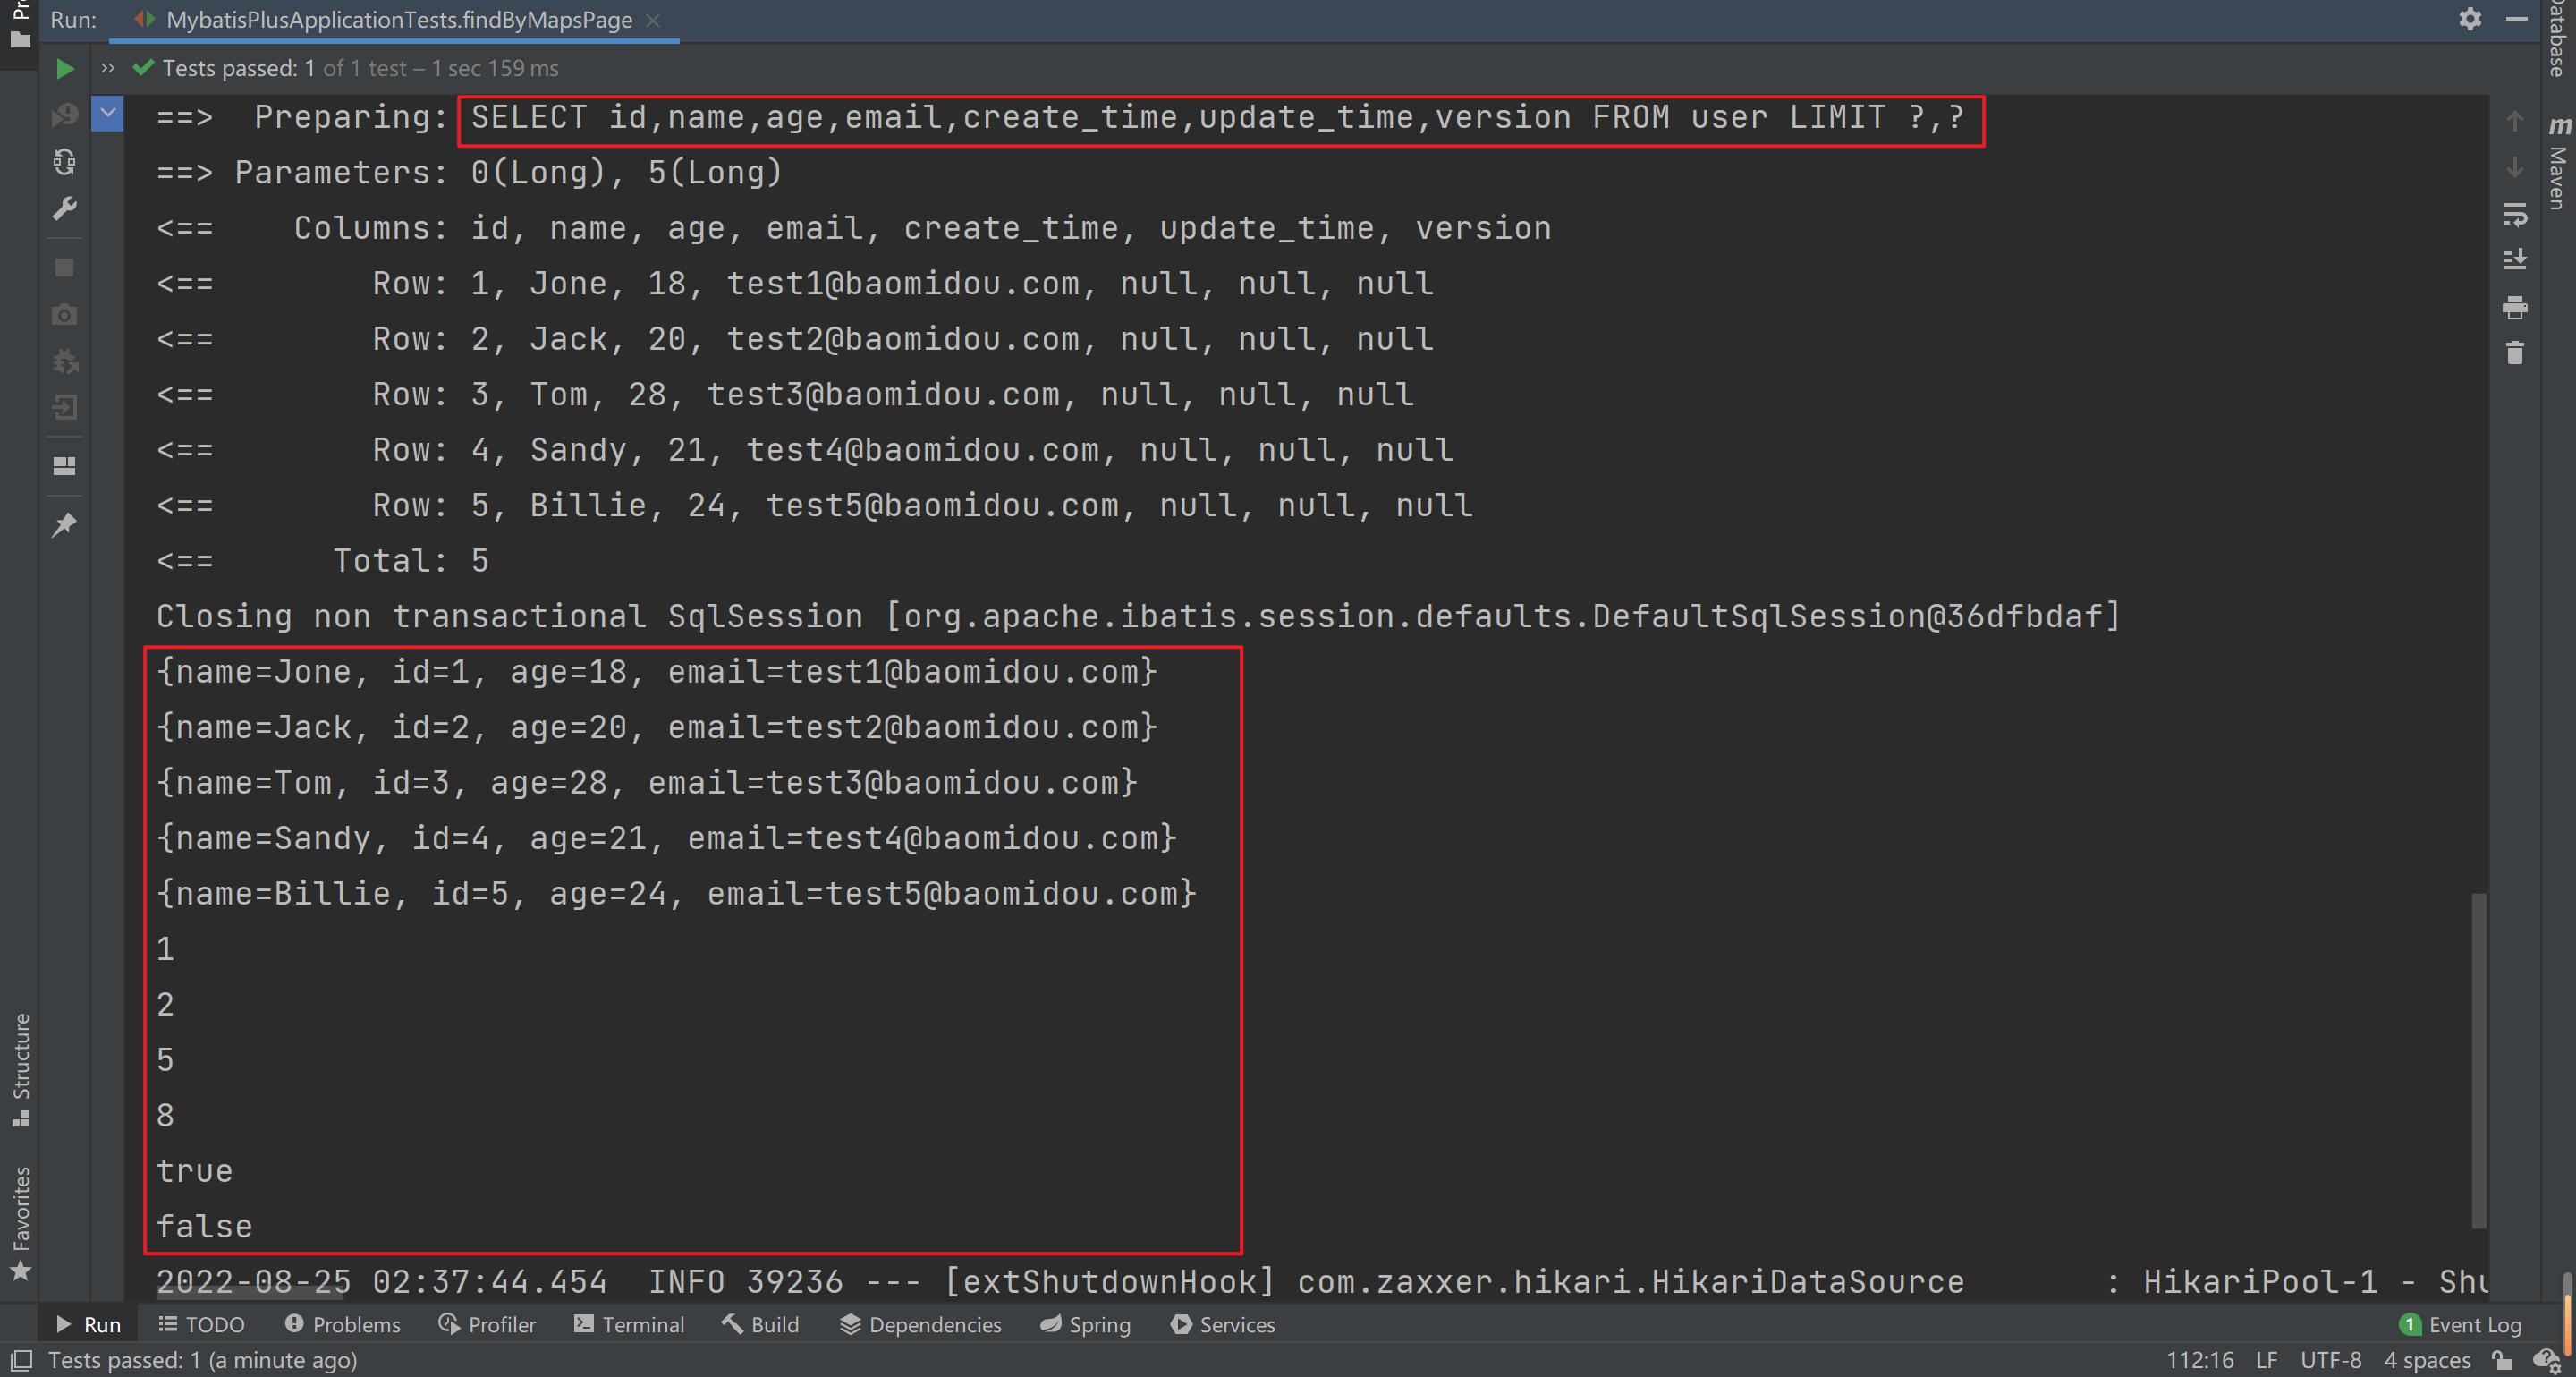 Run: MybatisPlusApplicationTests.findByMapsPage
Tests passed: 1 of 1 test – 1 sec 159 ms
==>  Preparing: SELECT id,name,age,email,create_time,update_time,version FROM user LIMIT ?,?
==> Parameters: 0(Long), 5(Long)
<==    Columns: id, name, age, email, create_time, update_time, version
<==        Row: 1, Jone, 18, test1@baomidou.com, null, null, null
<==        Row: 2, Jack, 20, test2@baomidou.com, null, null, null
<==        Row: 3, Tom, 28, test3@baomidou.com, null, null, null
<==        Row: 4, Sandy, 21, test4@baomidou.com, null, null, null
<==        Row: 5, Billie, 24, test5@baomidou.com, null, null, null
<==      Total: 5
Closing non transactional SqlSession [org.apache.ibatis.session.defaults.DefaultSqlSession@36dfbdaf]
{name=Jone, id=1, age=18, email=test1@baomidou.com}
{name=Jack, id=2, age=20, email=test2@baomidou.com}
{name=Tom, id=3, age=28, email=test3@baomidou.com}
{name=Sandy, id=4, age=21, email=test4@baomidou.com}
{name=Billie, id=5, age=24, email=test5@baomidou.com}
1
2
5
8
true
false
2022-08-25 02:37:44.454  INFO 39236 --- [extShutdownHook] com.zaxxer.hikari.HikariDataSource       : HikariPool-1 - Shu
Structure
Favorites
Database
Maven
Run TODO Problems Profiler Terminal Build Dependencies Spring Services 1 Event Log
Tests passed: 1 (a minute ago) 112:16 LF UTF-8 4 spaces